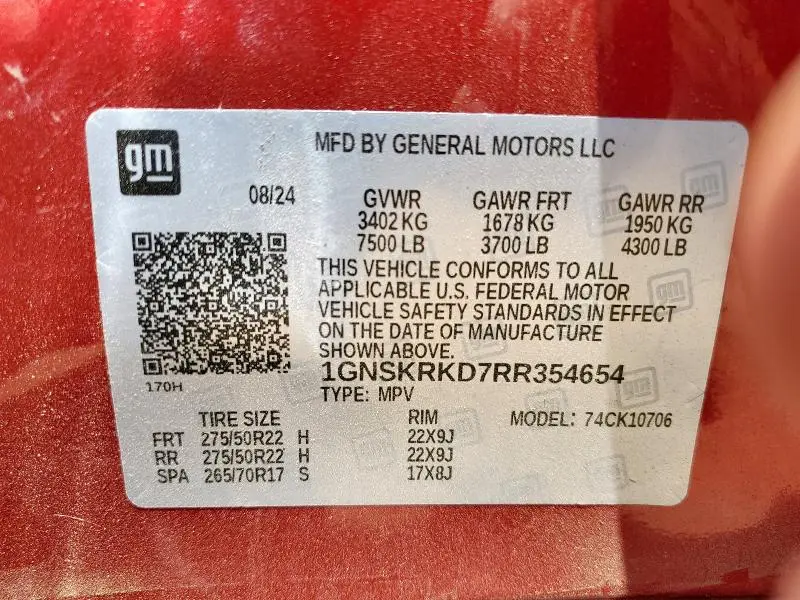 gm
MFD BY GENERAL MOTORS LLC
08/24
GVWR GAWR FRT GAWR RR
3402 KG 1678 KG 1950 KG
7500 LB 3700 LB 4300 LB
THIS VEHICLE CONFORMS TO ALL
APPLICABLE U.S. FEDERAL MOTOR
VEHICLE SAFETY STANDARDS IN EFFECT
ON THE DATE OF MANUFACTURE
SHOWN ABOVE.
1GNSKRKD7RR354654
TYPE: MPV
170H
TIRE SIZE RIM MODEL: 74CK10706
FRT 275/50R22 H 22X9J
RR 275/50R22 H 22X9J
SPA 265/70R17 S 17X8J